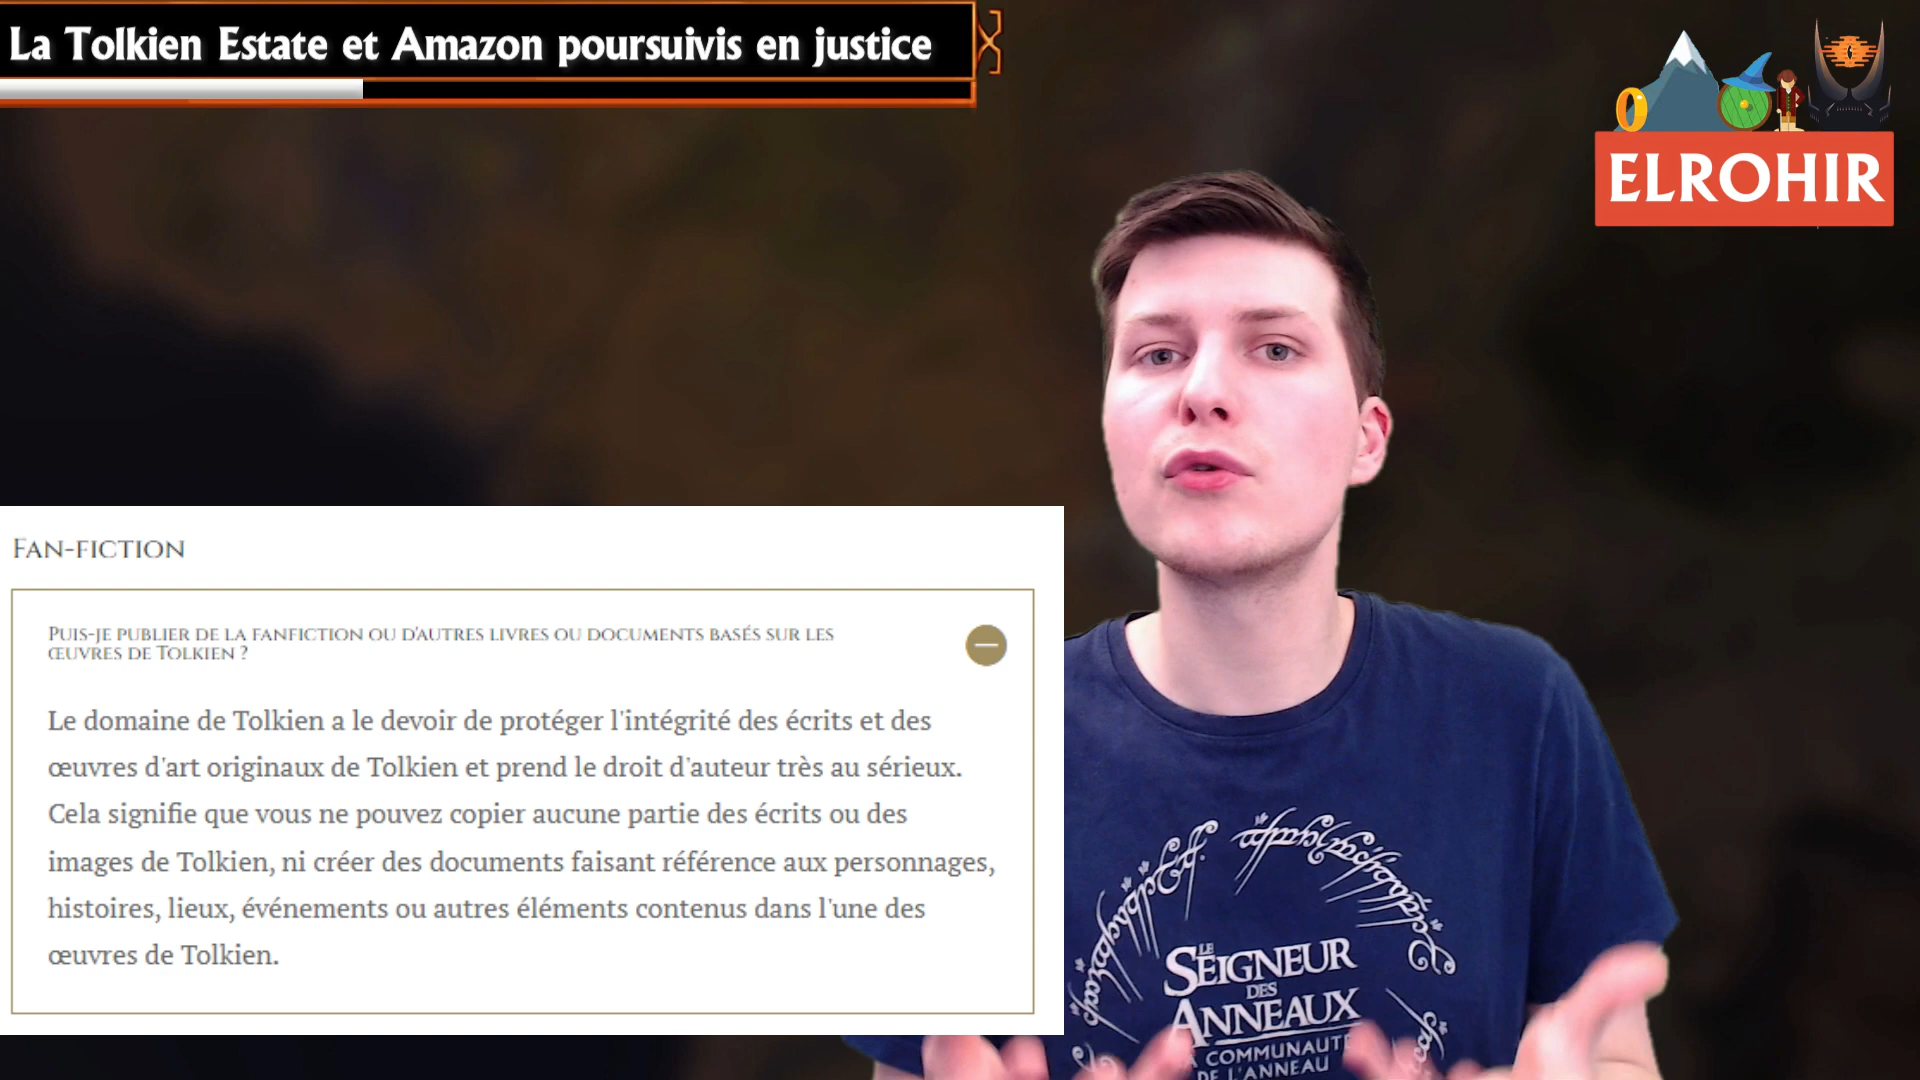 La Tolkien Estate et Amazon poursuivis en justice
ELROHIR
Fan-fiction
Puis-je publier de la fanfiction ou d'autres livres ou documents basés sur les
œuvres de Tolkien ?
Le domaine de Tolkien a le devoir de protéger l'intégrité des écrits et des
œuvres d'art originaux de Tolkien et prend le droit d'auteur très au sérieux.
Cela signifie que vous ne pouvez copier aucune partie des écrits ou des
images de Tolkien, ni créer des documents faisant référence aux personnages,
histoires, lieux, événements ou autres éléments contenus dans l'une des
œuvres de Tolkien.
LE
SEIGNEUR
DES
ANNEAUX
COMMUNAUTÉ
DE L'ANNEAU